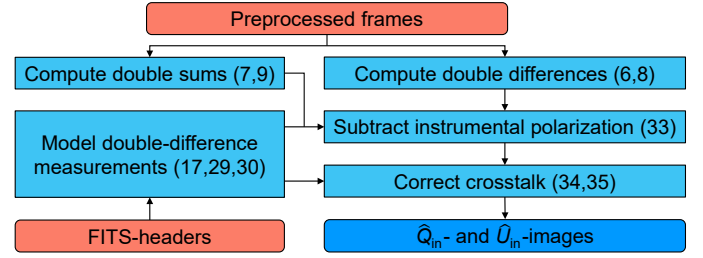 Preprocessed frames
Compute double sums (7,9)
Compute double differences (6,8)
Model double-difference
measurements (17,29,30)
Subtract instrumental polarization (33)
Correct crosstalk (34,35)
FITS-headers
Q̂in- and Ûin-images